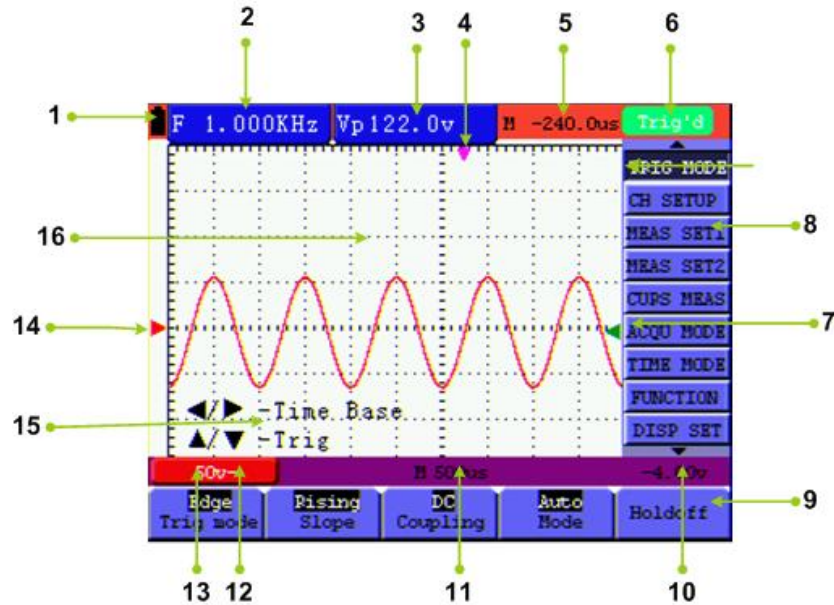 2 3 4 5 6
1
F 1.000KHz Vp122.0v M -240.0us Trig'd
TRIG MODE
CH SETUP
8
MEAS SET1
16
MEAS SET2
CURS MEAS
14
7
ACQU MODE
TIME MODE
FUNCTION
◀/▶ -Time Base
15
DISP SET
▲/▼ -Trig
50v~ M 500us
Edge Rising DC Auto
Trig mode Slope Coupling Mode Holdoff
9
13 12 11 10